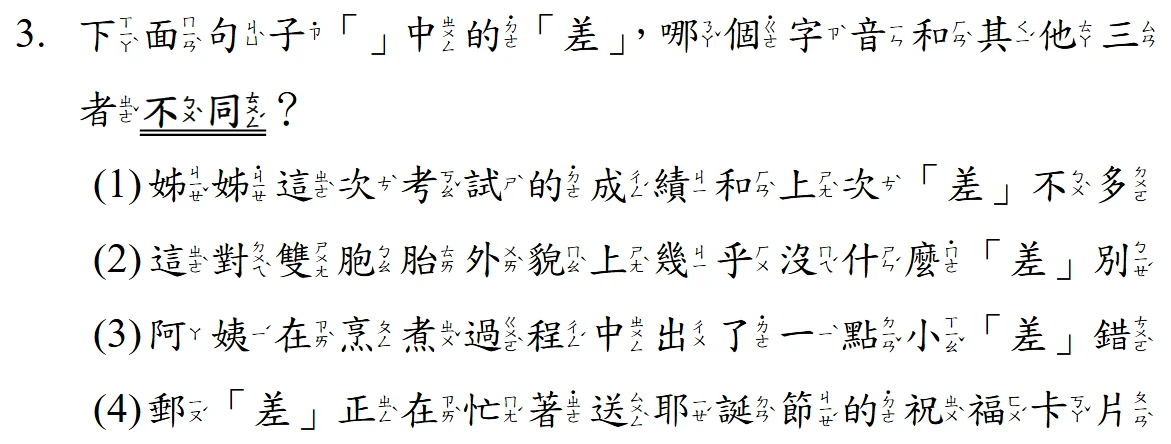 3. 下面句子「」中的「差」，哪個字音和其他三
者不同？
(1)姊姊這次考試的成績和上次「差」不多
(2)這對雙胞胎外貌上幾乎沒什麼「差」別
(3)阿姨在烹煮過程中出了一點小「差」錯
(4)郵「差」正在忙著送耶誕節的祝福卡片